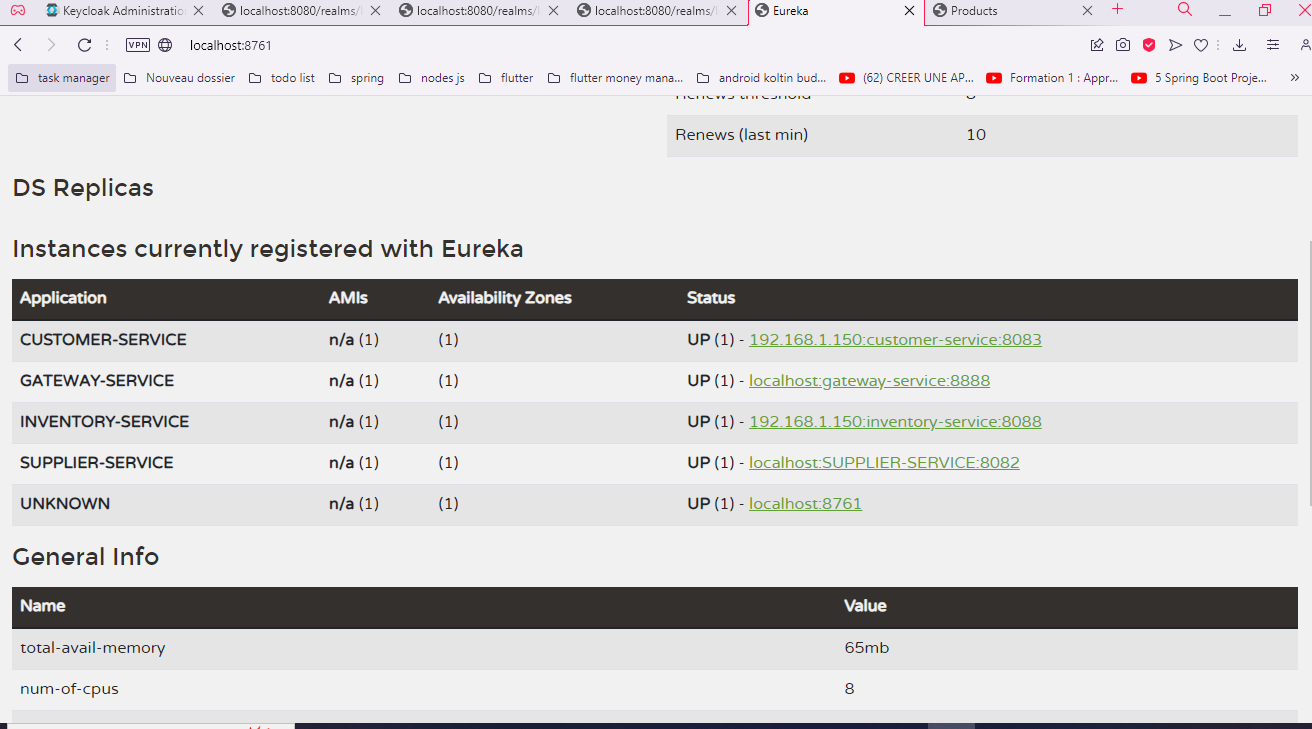 Keycloak Administratio
localhost:8080/realms/
localhost:8080/realms/
localhost:8080/realms/
Eureka
Products
VPN
localhost:8761
task manager
Nouveau dossier
todo list
spring
nodes js
flutter
flutter money mana...
android koltin bud...
(62) CREER UNE AP...
Formation 1 : Appr...
5 Spring Boot Proje...
Renews threshold
Renews (last min) 10
DS Replicas
Instances currently registered with Eureka
Application AMIs Availability Zones Status
CUSTOMER-SERVICE n/a (1) (1) UP (1) - 192.168.1.150:customer-service:8083
GATEWAY-SERVICE n/a (1) (1) UP (1) - localhost:gateway-service:8888
INVENTORY-SERVICE n/a (1) (1) UP (1) - 192.168.1.150:inventory-service:8088
SUPPLIER-SERVICE n/a (1) (1) UP (1) - localhost:SUPPLIER-SERVICE:8082
UNKNOWN n/a (1) (1) UP (1) - localhost:8761
General Info
Name Value
total-avail-memory 65mb
num-of-cpus 8